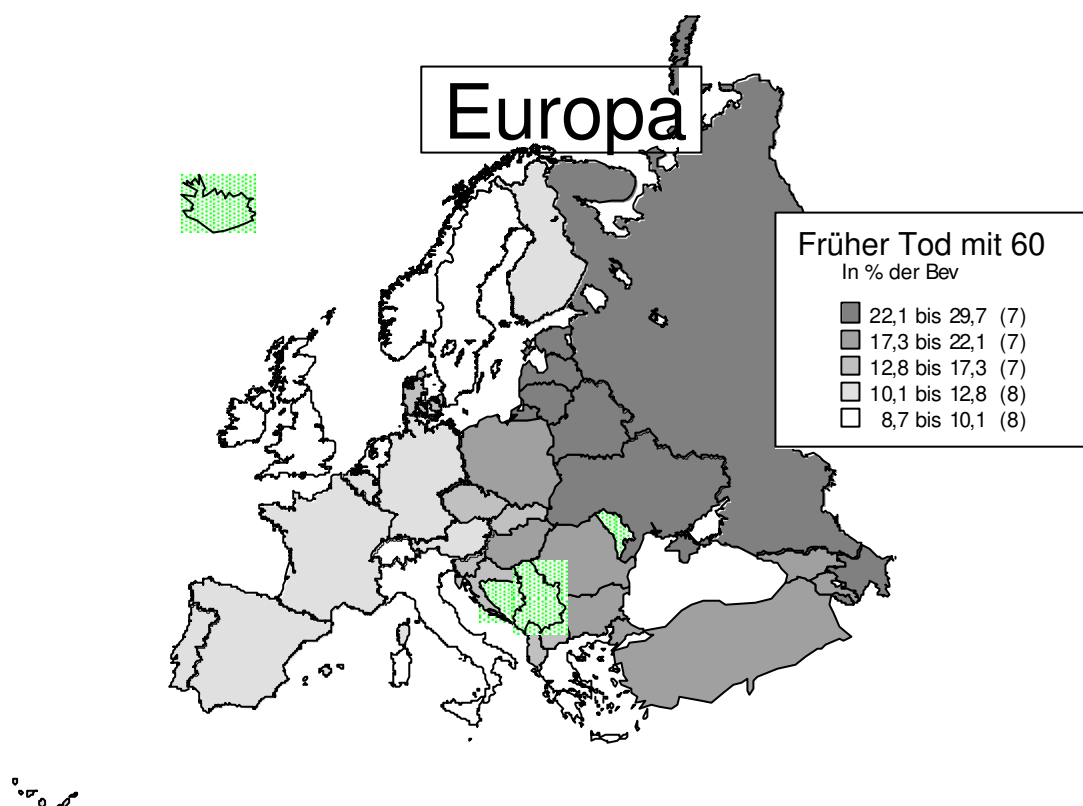 Europa
Früher Tod mit 60
In % der Bev
22,1 bis 29,7 (7)
17,3 bis 22,1 (7)
12,8 bis 17,3 (7)
10,1 bis 12,8 (8)
8,7 bis 10,1 (8)